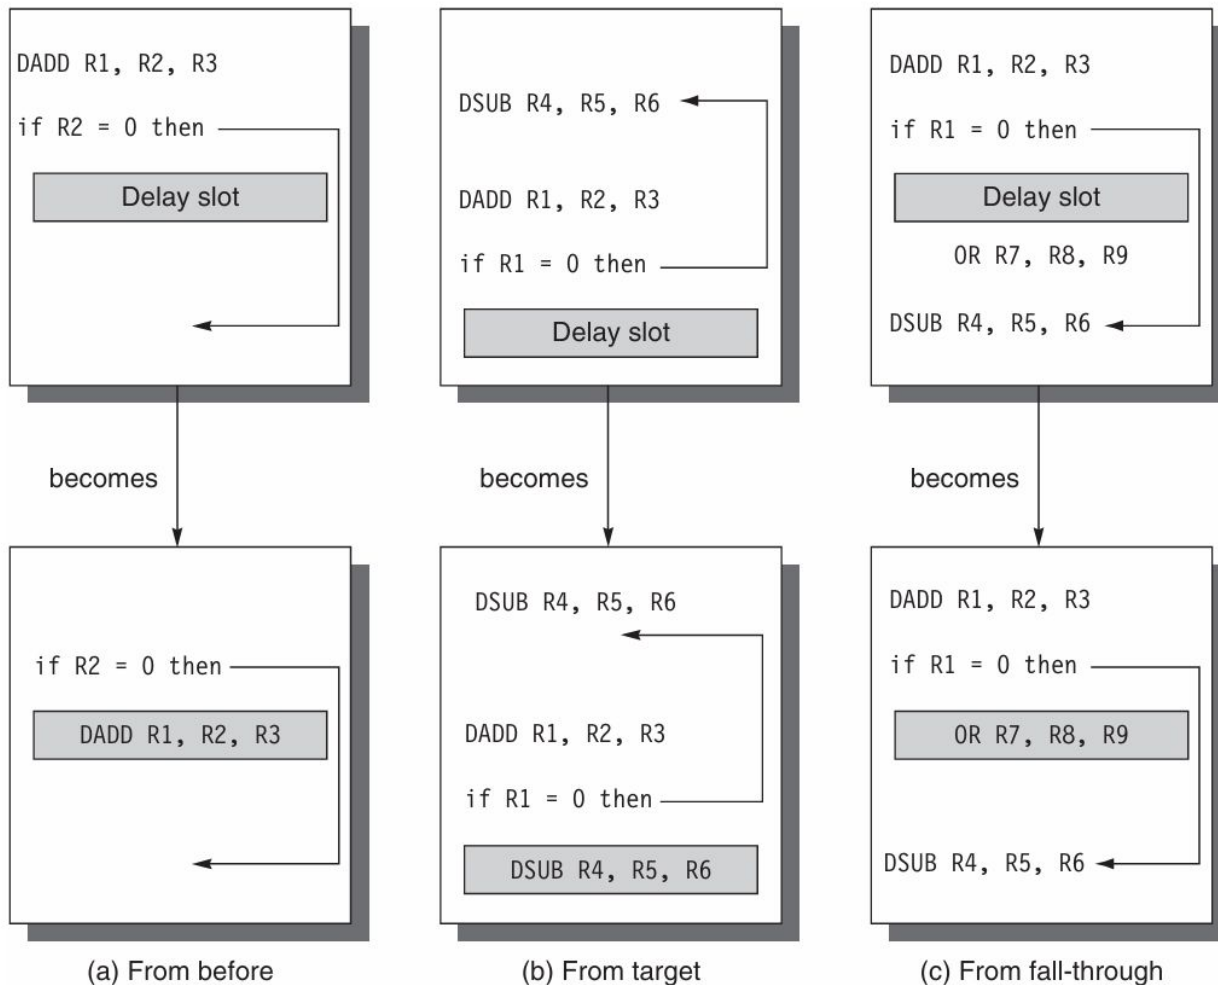 DADD R1, R2, R3
if R2 = 0 then
Delay slot
becomes
if R2 = 0 then
DADD R1, R2, R3
(a) From before
DSUB R4, R5, R6
DADD R1, R2, R3
if R1 = 0 then
Delay slot
becomes
DSUB R4, R5, R6
DADD R1, R2, R3
if R1 = 0 then
DSUB R4, R5, R6
(b) From target
DADD R1, R2, R3
if R1 = 0 then
Delay slot
OR R7, R8, R9
DSUB R4, R5, R6
becomes
DADD R1, R2, R3
if R1 = 0 then
OR R7, R8, R9
DSUB R4, R5, R6
(c) From fall-through